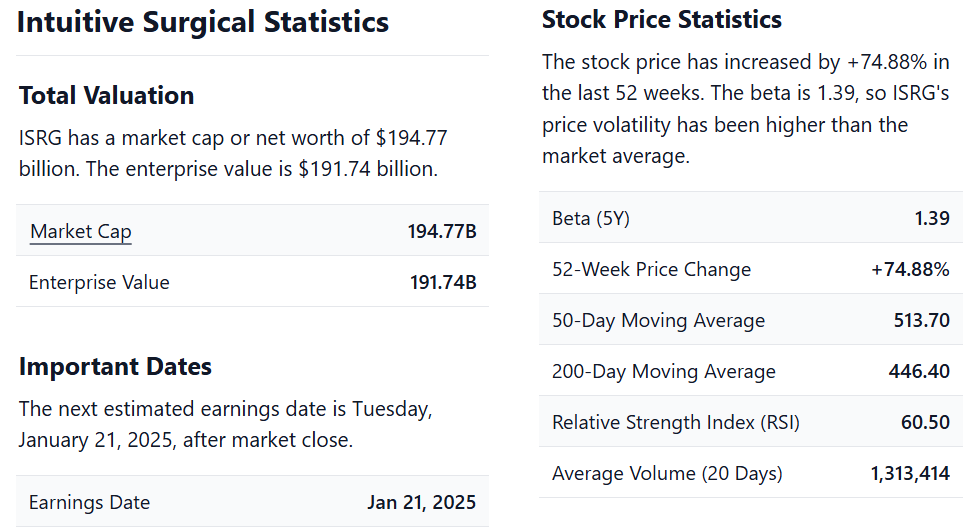 Intuitive Surgical Statistics
Total Valuation
ISRG has a market cap or net worth of $194.77
billion. The enterprise value is $191.74 billion.
Market Cap 194.77B
Enterprise Value 191.74B
Important Dates
The next estimated earnings date is Tuesday,
January 21, 2025, after market close.
Earnings Date Jan 21, 2025
Stock Price Statistics
The stock price has increased by +74.88% in
the last 52 weeks. The beta is 1.39, so ISRG's
price volatility has been higher than the
market average.
Beta (5Y) 1.39
52-Week Price Change +74.88%
50-Day Moving Average 513.70
200-Day Moving Average 446.40
Relative Strength Index (RSI) 60.50
Average Volume (20 Days) 1,313,414